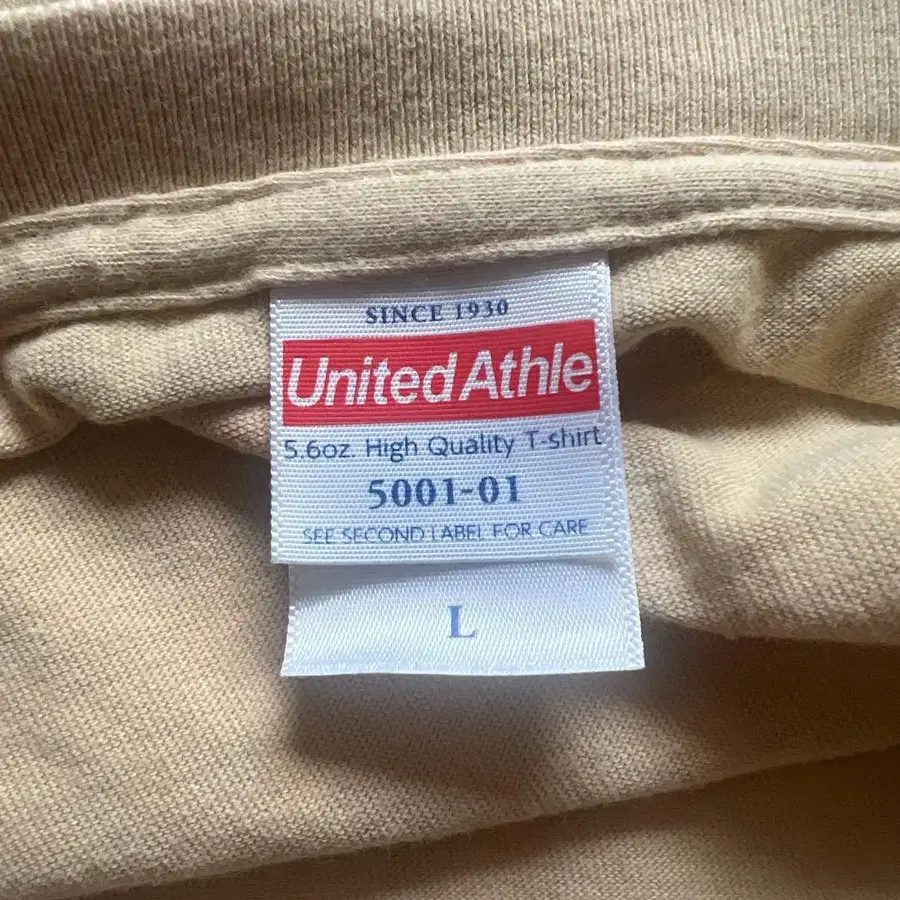 SINCE 1930
United Athle
5.6oz. High Quality T-shirt
5001-01
SEE SECOND LABEL FOR CARE
L